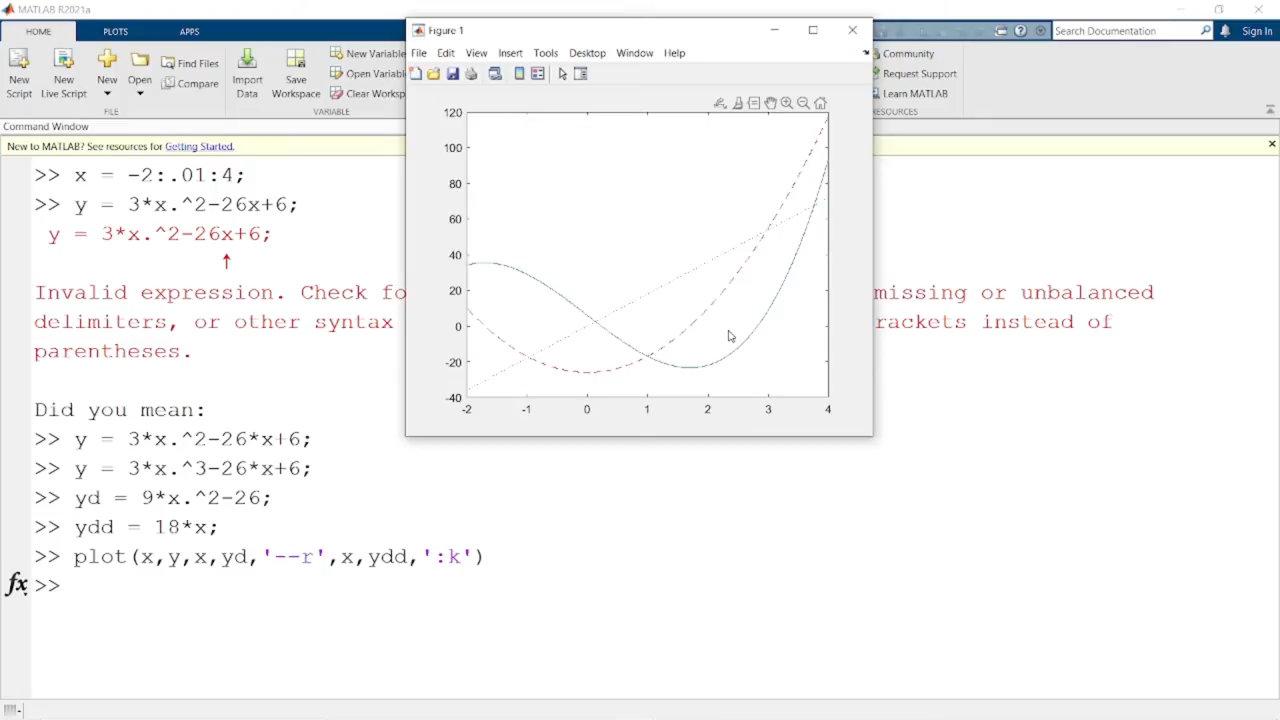 MATLAB R2021a
HOME PLOTS APPS
Search Documentation
Sign In
New Script
New Live Script
New
Open
Find Files
Compare
Import Data
Save Workspace
New Variable
Open Variable
Clear Worksp
Community
Request Support
Learn MATLAB
FILE
VARIABLE
RESOURCES
Command Window
New to MATLAB? See resources for Getting Started.
>> x = -2:.01:4;
>> y = 3*x.^2-26x+6;
y = 3*x.^2-26x+6;
↑
Invalid expression. Check fo missing or unbalanced
delimiters, or other syntax rackets instead of
parentheses.
Did you mean:
>> y = 3*x.^2-26*x+6;
>> y = 3*x.^3-26*x+6;
>> yd = 9*x.^2-26;
>> ydd = 18*x;
>> plot(x,y,x,yd,'--r',x,ydd,':k')
fx >>
Figure 1
File Edit View Insert Tools Desktop Window Help
120
100
80
60
40
20
0
-20
-40
-2 -1 0 1 2 3 4